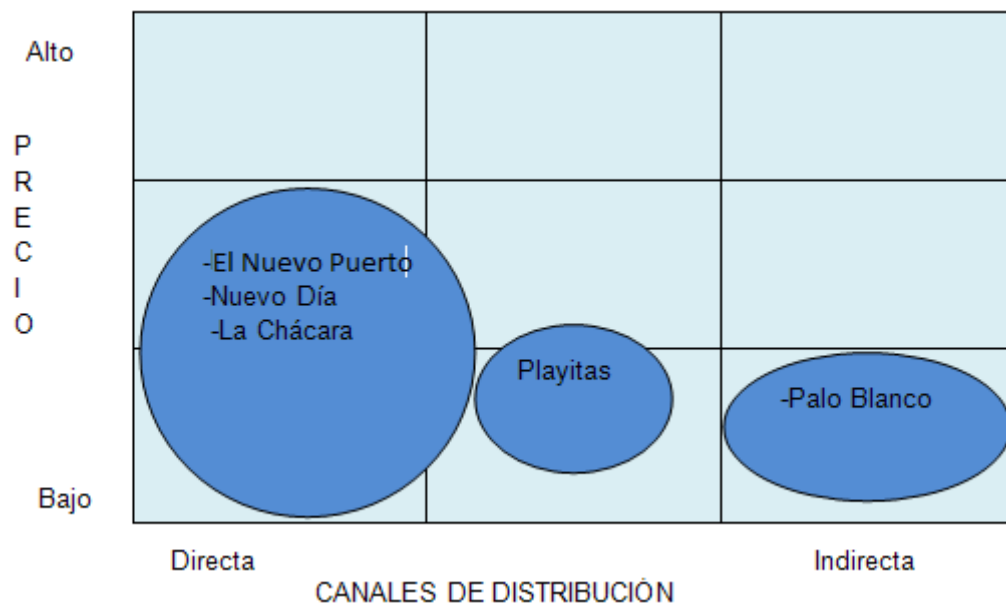 Alto
P
R
E
C
I
O
-El Nuevo Puerto
-Nuevo Día
-La Chácara
Playitas
-Palo Blanco
Bajo
Directa
Indirecta
CANALES DE DISTRIBUCIÓN